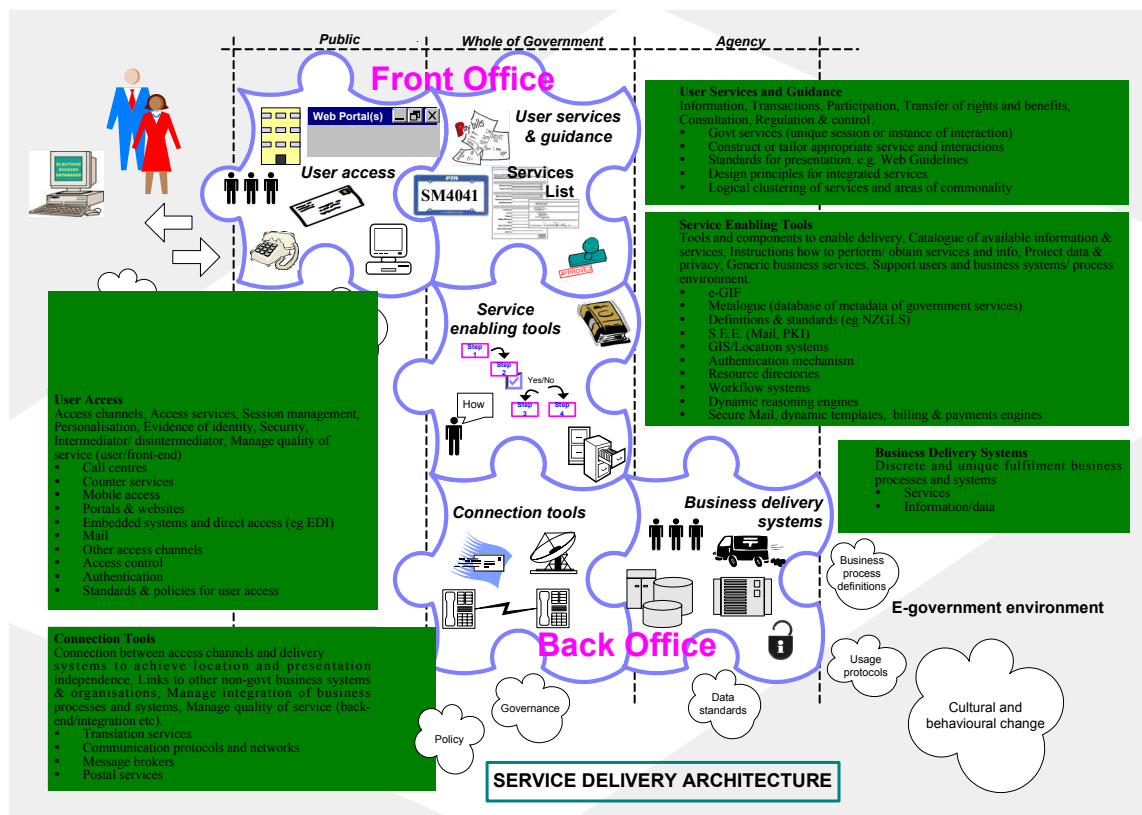 Public
Whole of Government
Agency
Front Office
Web Portal(s)
User services
& guidance
Pay bills
User access
PTA
SM4041
Services
List
APPROVED
ELECTIONS
DIVISION
DATABASES
User Services and Guidance
Information, Transactions, Participation, Transfer of rights and benefits,
Consultation, Regulation & control.
• Govt services (unique session or instance of interaction)
• Construct or tailor appropriate service and interactions
• Standards for presentation, e.g. Web Guidelines
• Design principles for integrated services
• Logical clustering of services and areas of commonality
Service Enabling Tools
Tools and components to enable delivery, Catalogue of available information &
services, Instructions how to perform/ obtain services and info, Protect data &
privacy, Generic business services, Support users and business systems/ process
environment.
• e-GIF
• Metalogue (database of metadata of government services)
• Definitions & standards (eg NZGLS)
• S.E.E. (Mail, PKI)
• GIS/Location systems
• Authentication mechanism
• Resource directories
• Workflow systems
• Dynamic reasoning engines
• Secure Mail, dynamic templates, billing & payments engines
Service
enabling tools
Step
1
Step
2
Yes/No
Step
3
Step
4
How
User Access
Access channels, Access services, Session management,
Personalisation, Evidence of identity, Security,
Intermediator/ disintermediator, Manage quality of
service (user/front-end)
• Call centres
• Counter services
• Mobile access
• Portals & websites
• Embedded systems and direct access (eg EDI)
• Mail
• Other access channels
• Access control
• Authentication
• Standards & policies for user access
Business Delivery Systems
Discrete and unique fulfilment business
processes and systems
• Services
• Information/data
Connection tools
Business delivery
systems
Business
process
definitions
E-government environment
Back Office
Connection Tools
Connection between access channels and delivery
systems to achieve location and presentation
independence, Links to other non-govt business systems
& organisations, Manage integration of business
processes and systems, Manage quality of service (back-
end/integration etc).
• Translation services
• Communication protocols and networks
• Message brokers
• Postal services
Usage
protocols
Governance
Data
standards
Cultural and
behavioural change
Policy
SERVICE DELIVERY ARCHITECTURE